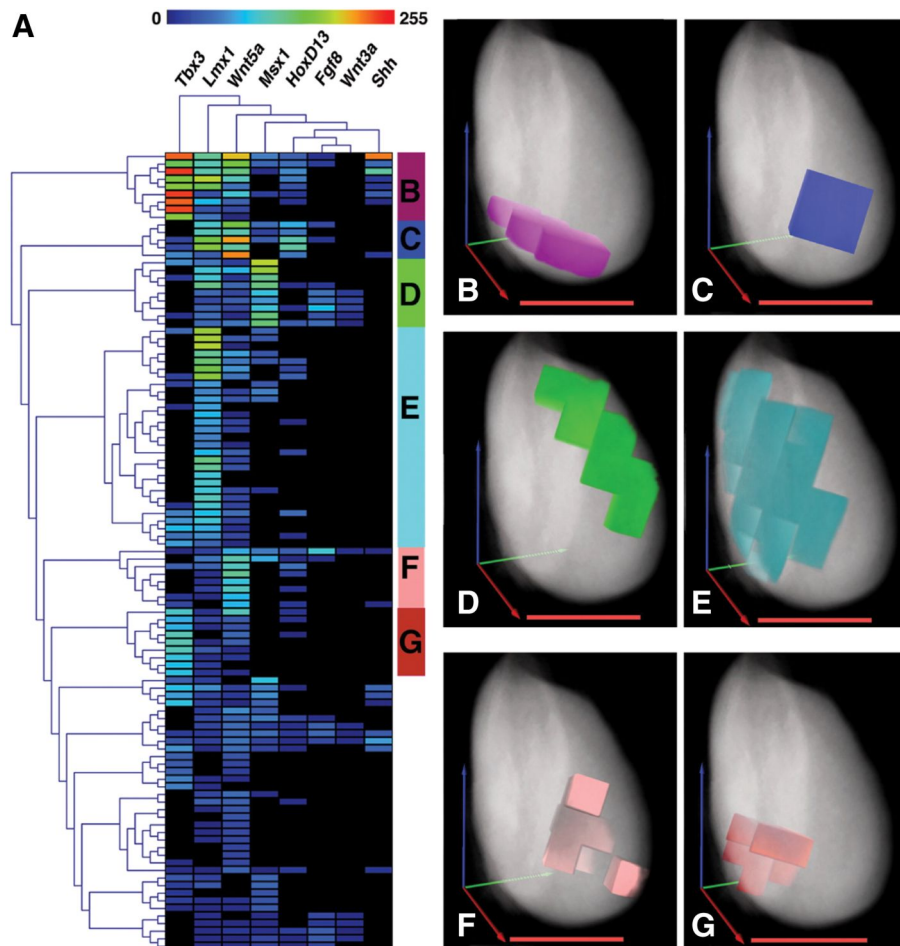 A
0 255
Tbx3 Lmx1 Wnt5a Msx1 HoxD13 Fgf8 Wnt3a Shh
B
C
D
E
F
G
B
C
D
E
F
G